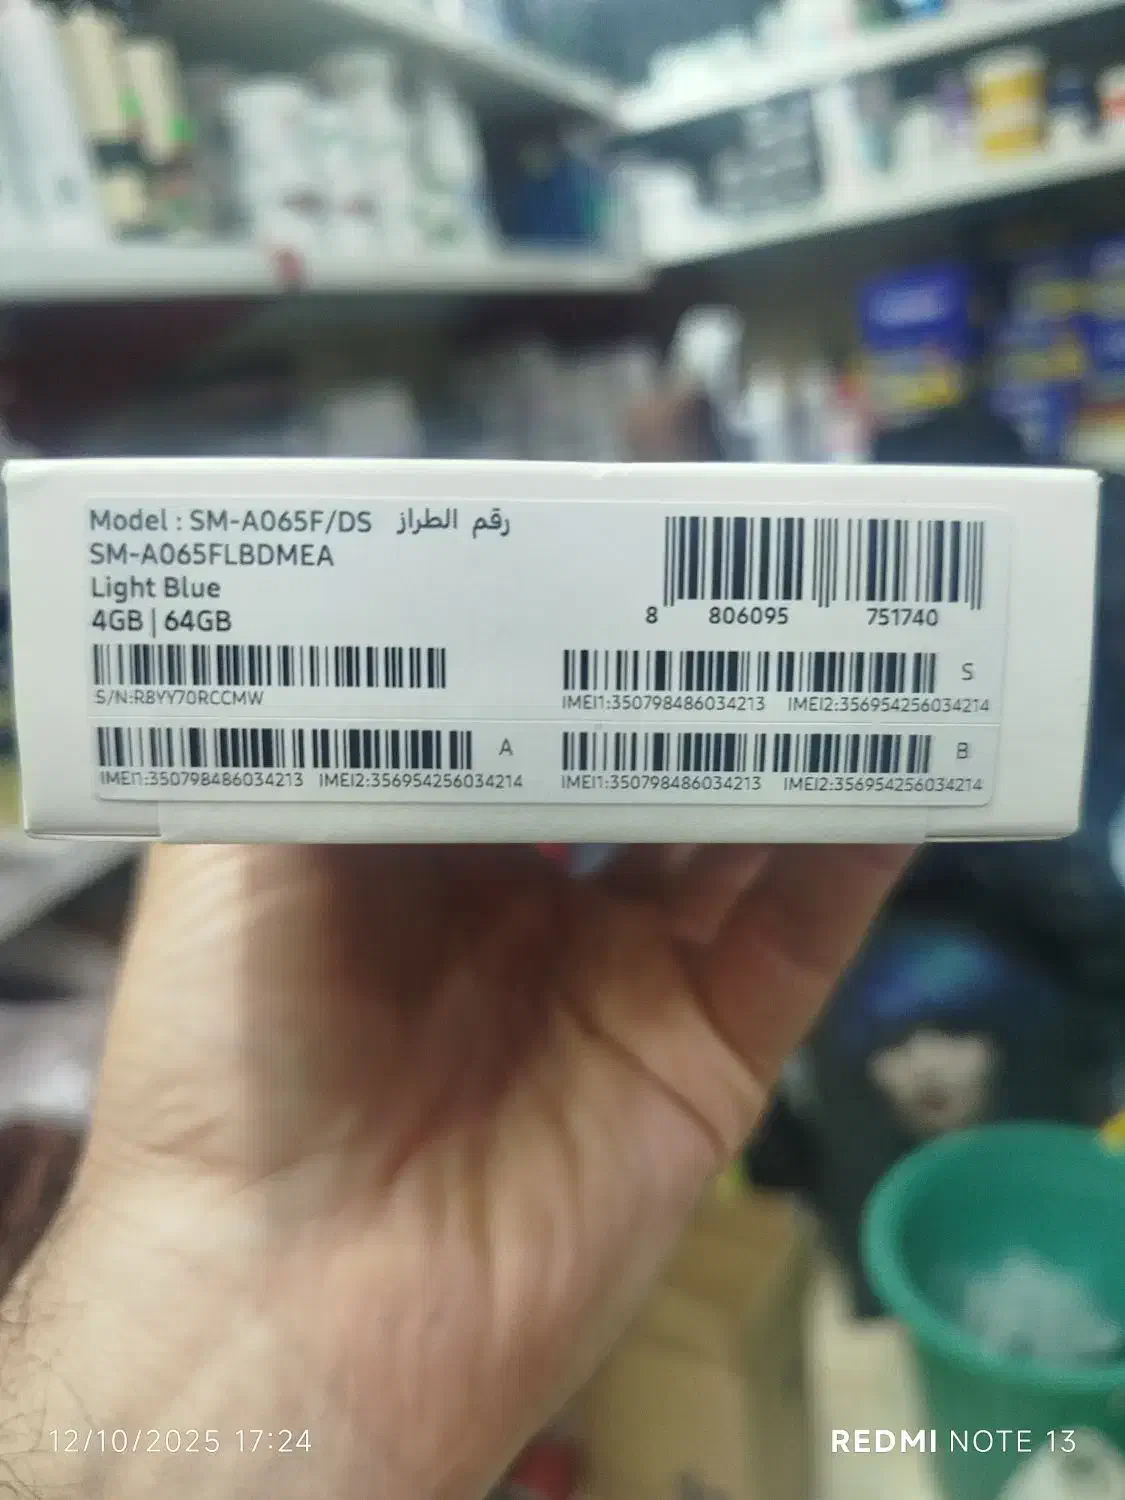 Model : SM-A065F/DS رقم الطراز
SM-A065FLBDMEA
Light Blue
4GB | 64GB
8 806095 751740
S/N:R8YY70RCCMW
S
IMEI1:350798486034213 IMEI2:356954256034214
A
IMEI1:350798486034213 IMEI2:356954256034214
B
IMEI1:350798486034213 IMEI2:356954256034214
12/10/2025 17:24
REDMI NOTE 13